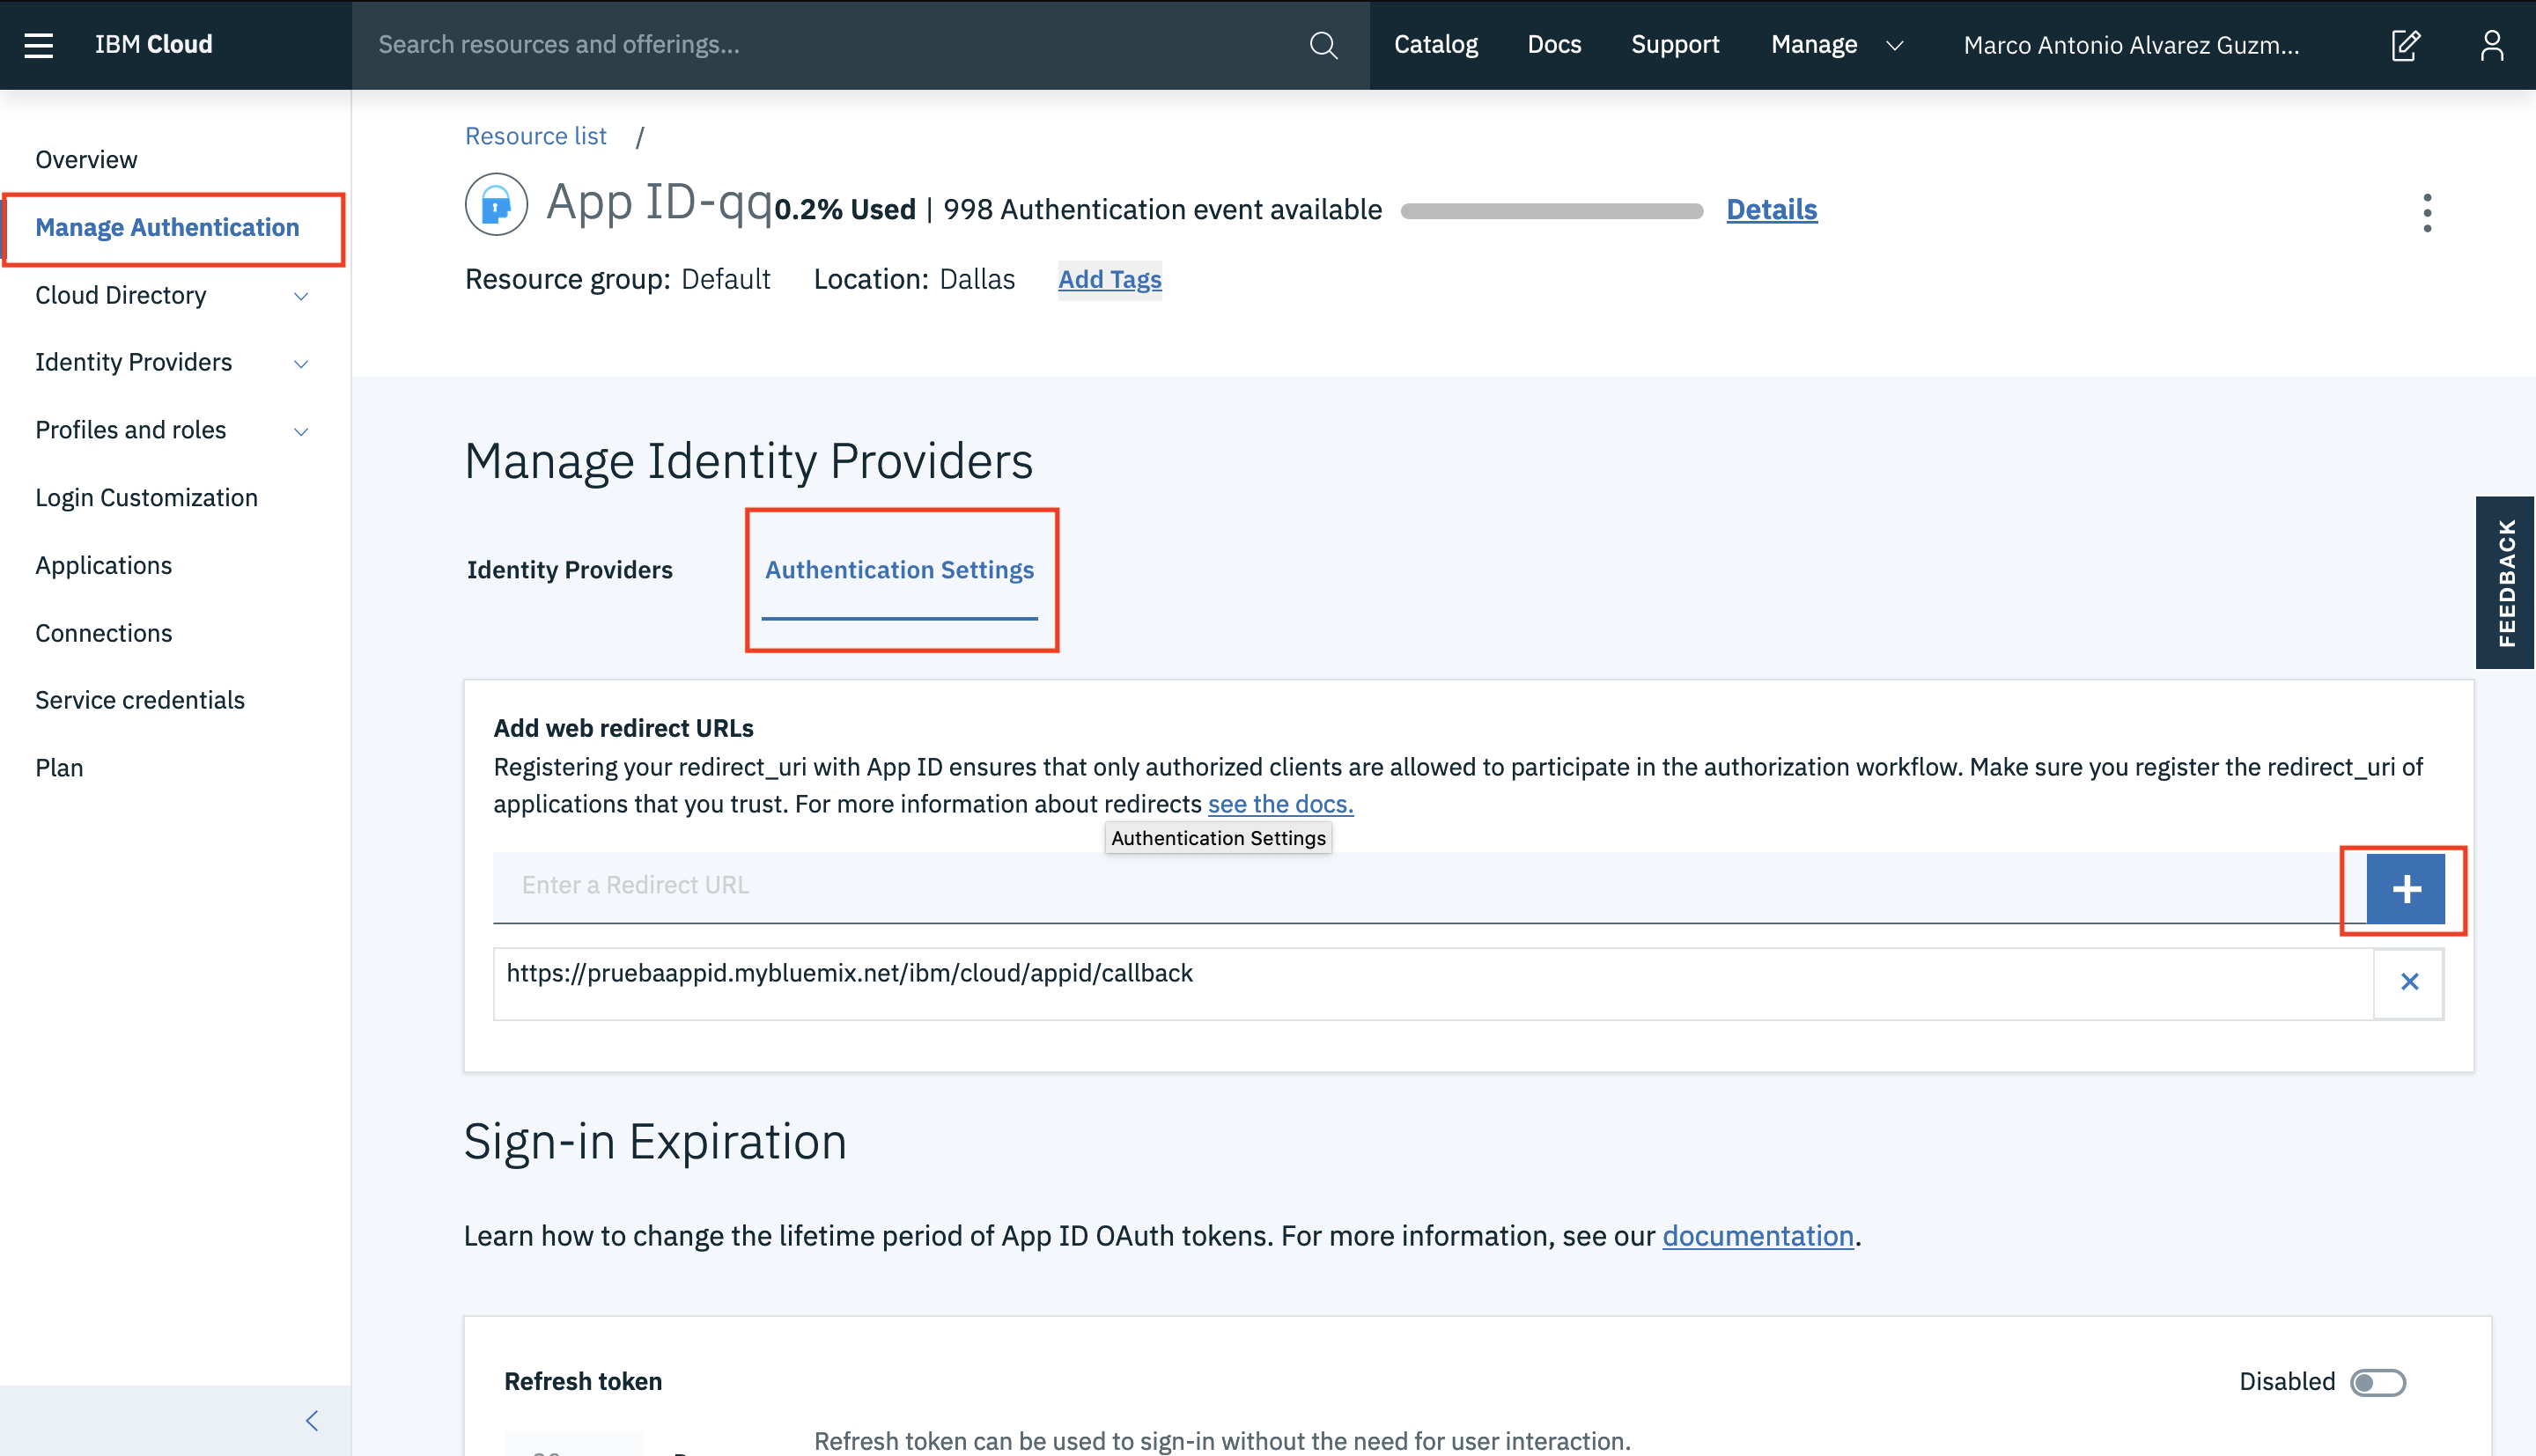 IBM Cloud
Search resources and offerings...
Catalog
Docs
Support
Manage
Marco Antonio Alvarez Guzm...
Overview
Manage Authentication
Cloud Directory
Identity Providers
Profiles and roles
Login Customization
Applications
Connections
Service credentials
Plan
Resource list /
App ID-qq 0.2% Used | 998 Authentication event available Details
Resource group: Default Location: Dallas Add Tags
Manage Identity Providers
Identity Providers
Authentication Settings
FEEDBACK
Add web redirect URLs
Registering your redirect_uri with App ID ensures that only authorized clients are allowed to participate in the authorization workflow. Make sure you register the redirect_uri of
applications that you trust. For more information about redirects see the docs.
Authentication Settings
Enter a Redirect URL
https://pruebaappid.mybluemix.net/ibm/cloud/appid/callback
Sign-in Expiration
Learn how to change the lifetime period of App ID OAuth tokens. For more information, see our documentation.
Refresh token
Disabled
Refresh token can be used to sign-in without the need for user interaction.